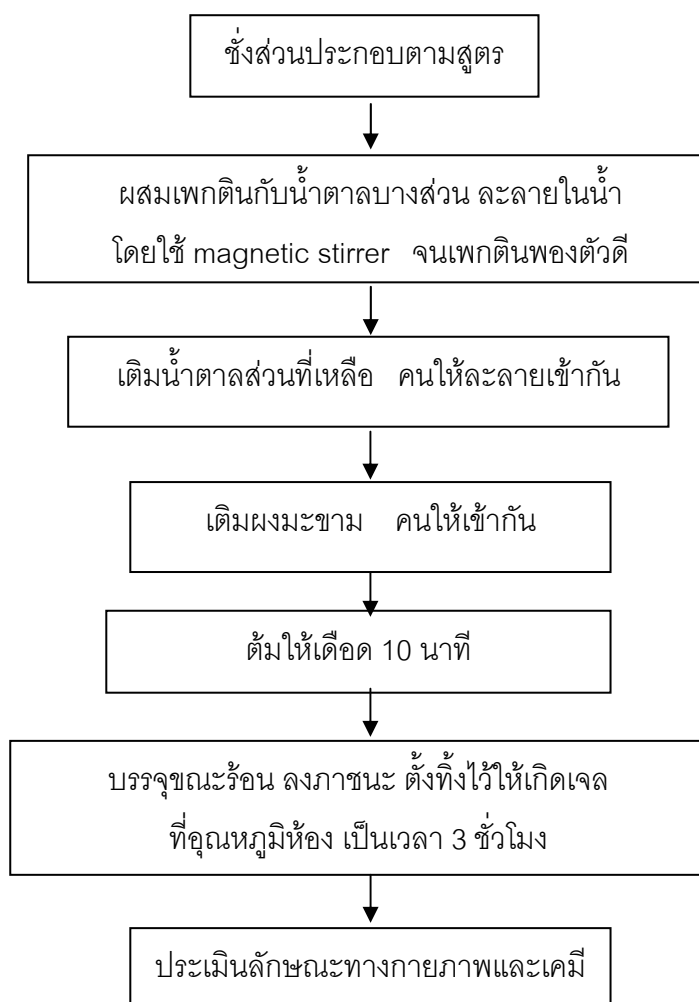 ชั่งส่วนประกอบตามสูตร
ผสมเพกตินกับน้ำตาลบางส่วน ละลายในน้ำ
โดยใช้ magnetic stirrer จนเพกตินพองตัวดี
เติมน้ำตาลส่วนที่เหลือ คนให้ละลายเข้ากัน
เติมผงมะขาม คนให้เข้ากัน
ต้มให้เดือด 10 นาที
บรรจุขณะร้อน ลงภาชนะ ตั้งทิ้งไว้ให้เกิดเจล
ที่อุณหภูมิห้อง เป็นเวลา 3 ชั่วโมง
ประเมินลักษณะทางกายภาพและเคมี